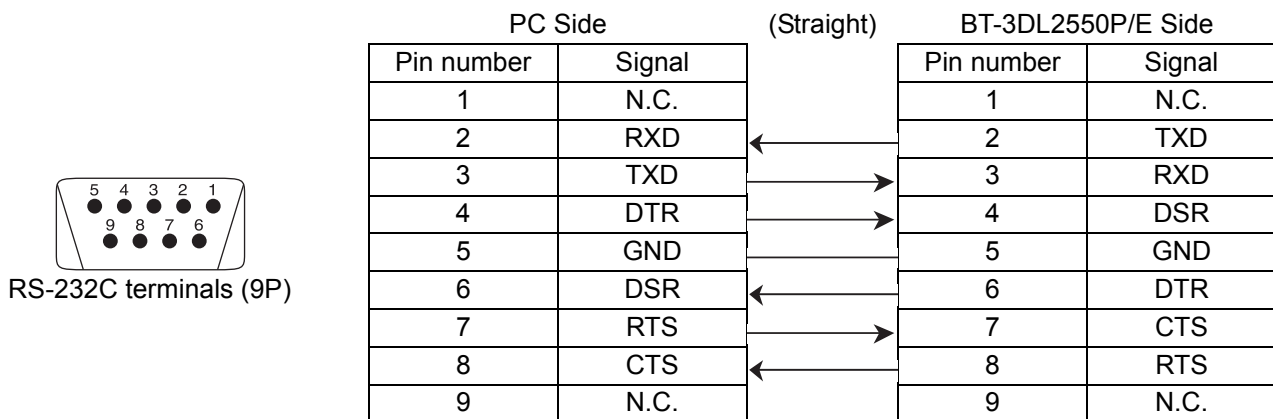 PC Side (Straight) BT-3DL2550P/E Side
Pin number Signal Pin number Signal
1 N.C. 1 N.C.
2 RXD 2 TXD
3 TXD 3 RXD
4 DTR 4 DSR
5 GND 5 GND
6 DSR 6 DTR
7 RTS 7 CTS
8 CTS 8 RTS
9 N.C. 9 N.C.
5 4 3 2 1
9 8 7 6
RS-232C terminals (9P)